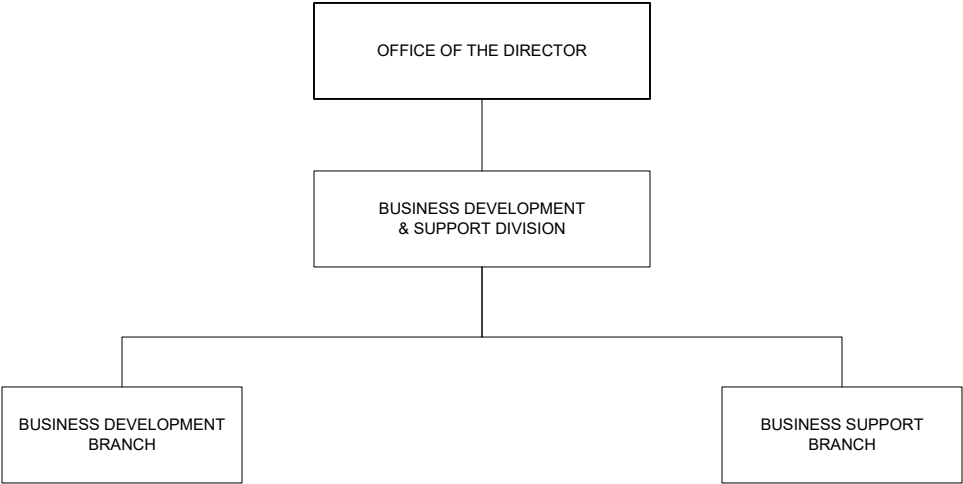 OFFICE OF THE DIRECTOR
BUSINESS DEVELOPMENT
& SUPPORT DIVISION
BUSINESS DEVELOPMENT
BRANCH
BUSINESS SUPPORT
BRANCH